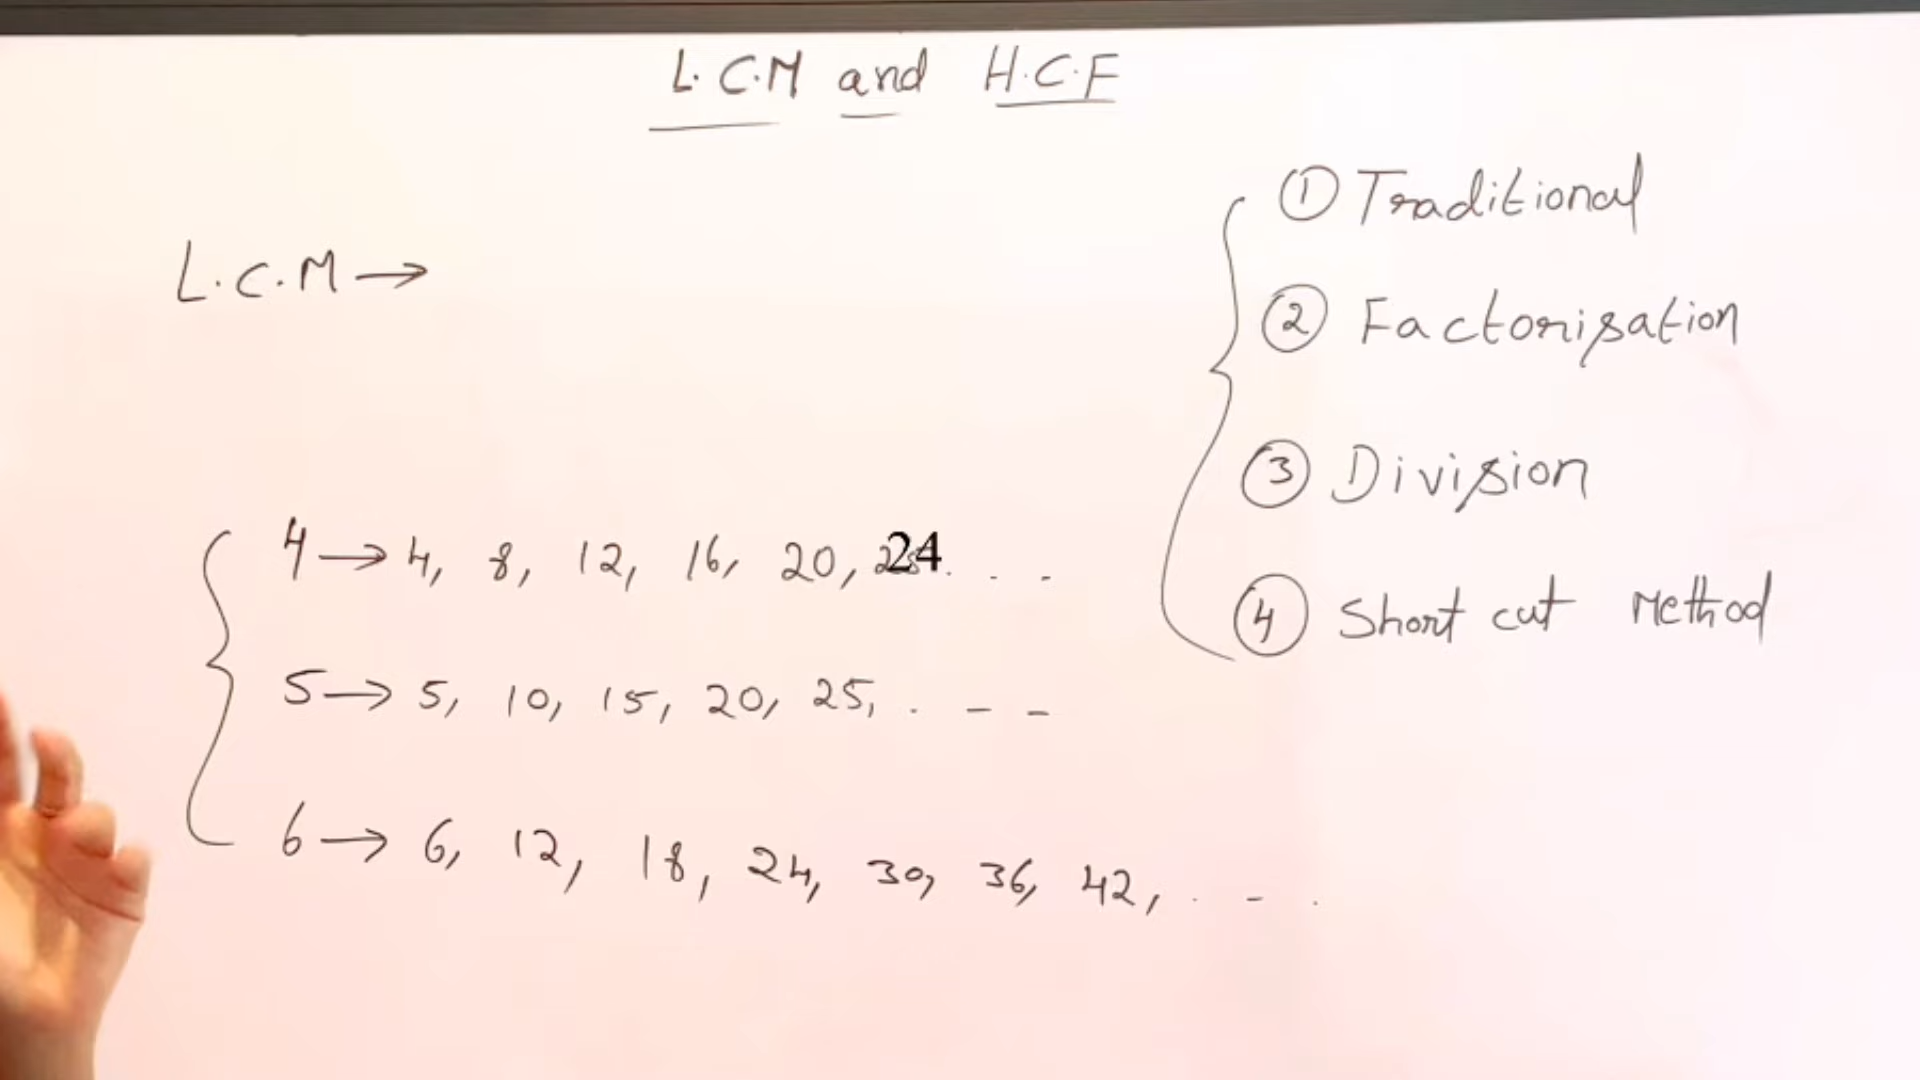 L.C.M and H.C.F
① Traditional
L.C.M →
② Factorisation
③ Division
4 → 4, 8, 12, 16, 20, 24. . -
④ Short cut Method
5 → 5, 10, 15, 20, 25, . - -
6 → 6, 12, 18, 24, 30, 36, 42, . - .